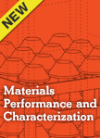 NEW
Materials
Performance and
Characterization